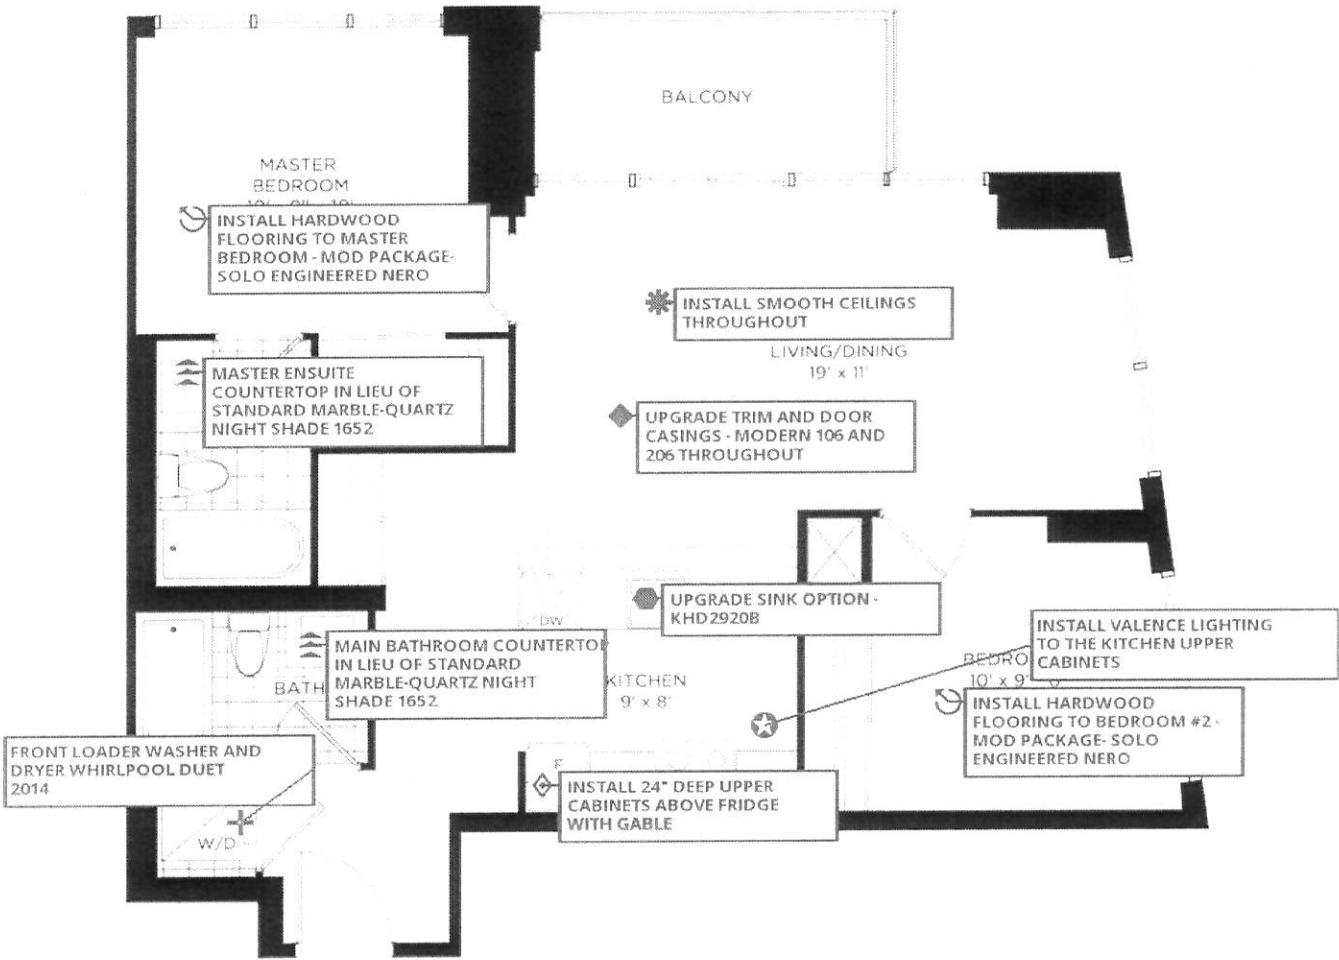 BALCONY
MASTER
BEDROOM
INSTALL HARDWOOD
FLOORING TO MASTER
BEDROOM - MOD PACKAGE-
SOLO ENGINEERED NERO
INSTALL SMOOTH CEILINGS
THROUGHOUT
LIVING/DINING
19' x 11'
MASTER ENSUITE
COUNTERTOP IN LIEU OF
STANDARD MARBLE-QUARTZ
NIGHT SHADE 1652
UPGRADE TRIM AND DOOR
CASINGS - MODERN 106 AND
206 THROUGHOUT
UPGRADE SINK OPTION -
KHD2920B
DW
INSTALL VALENCE LIGHTING
TO THE KITCHEN UPPER
CABINETS
MAIN BATHROOM COUNTERTOP
IN LIEU OF STANDARD
MARBLE-QUARTZ NIGHT
SHADE 1652
BATH
KITCHEN
9' x 8'
BEDRO
10' x 9'
INSTALL HARDWOOD
FLOORING TO BEDROOM #2 -
MOD PACKAGE- SOLO
ENGINEERED NERO
FRONT LOADER WASHER AND
DRYER WHIRLPOOL DUET
2014
F
INSTALL 24" DEEP UPPER
CABINETS ABOVE FRIDGE
WITH GABLE
W/D